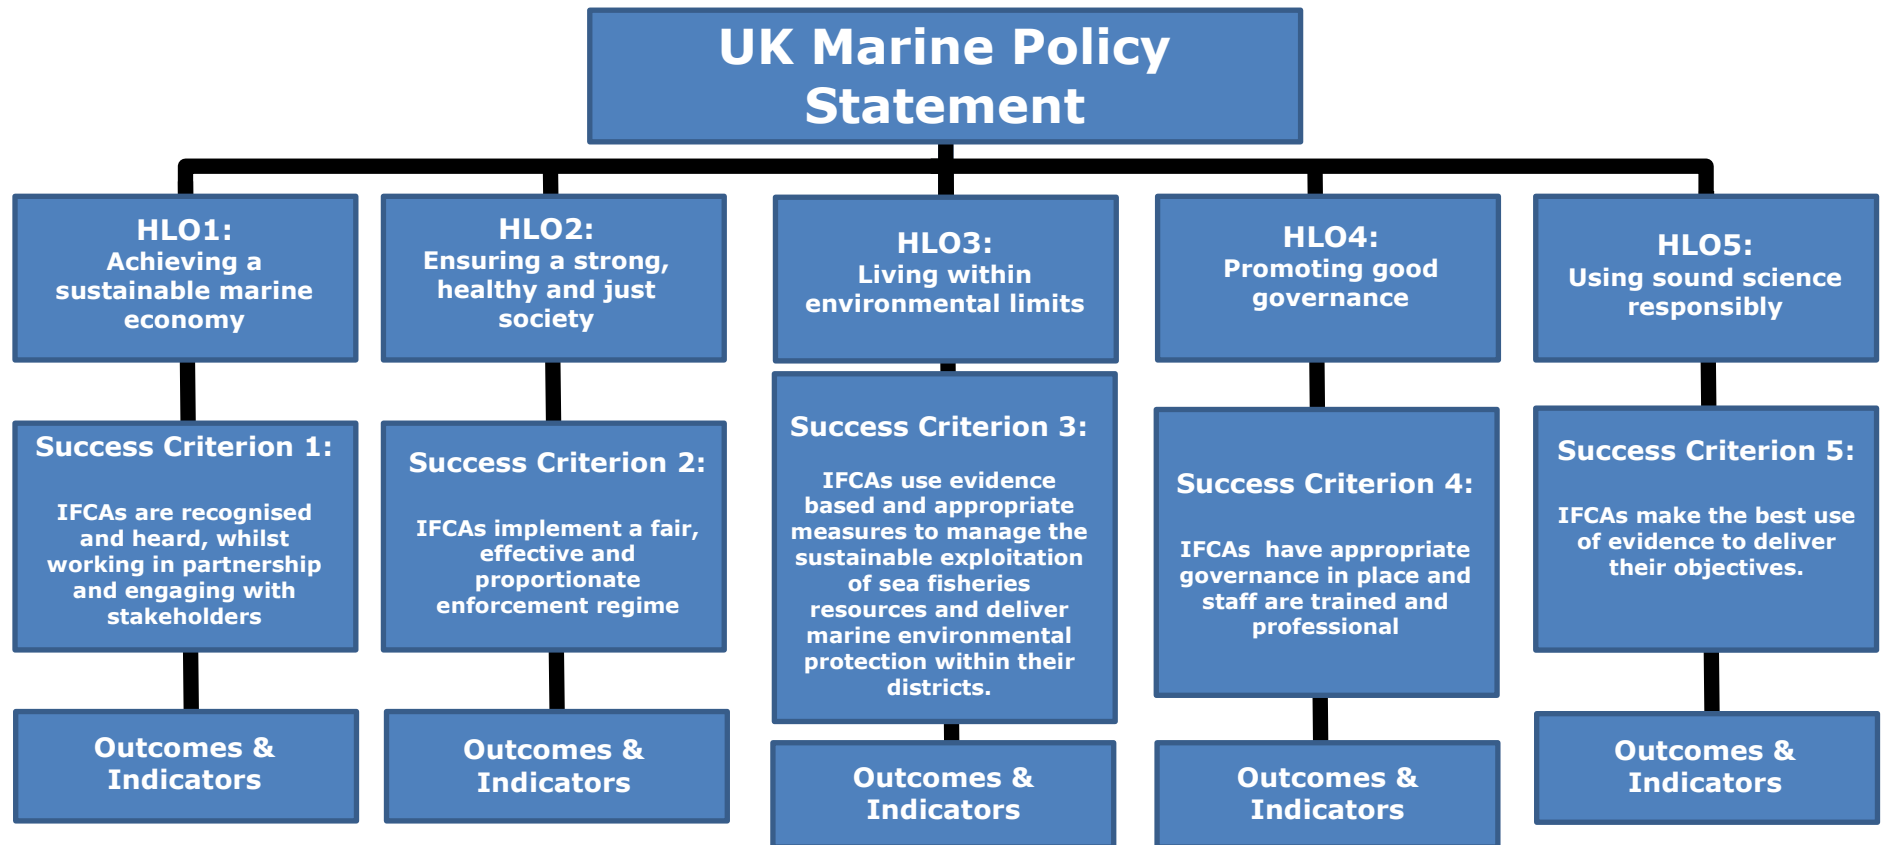 UK Marine Policy
Statement
HLO1:
Achieving a
sustainable marine
economy
HLO2:
Ensuring a strong,
healthy and just
society
HLO3:
Living within
environmental limits
HLO4:
Promoting good
governance
HLO5:
Using sound science
responsibly
Success Criterion 1:
IFCAs are recognised
and heard, whilst
working in partnership
and engaging with
stakeholders
Success Criterion 2:
IFCAs implement a fair,
effective and
proportionate
enforcement regime
Success Criterion 3:
IFCAs use evidence
based and appropriate
measures to manage the
sustainable exploitation
of sea fisheries
resources and deliver
marine environmental
protection within their
districts.
Success Criterion 4:
IFCAs  have appropriate
governance in place and
staff are trained and
professional
Success Criterion 5:
IFCAs make the best use
of evidence to deliver
their objectives.
Outcomes &
Indicators
Outcomes &
Indicators
Outcomes &
Indicators
Outcomes &
Indicators
Outcomes &
Indicators